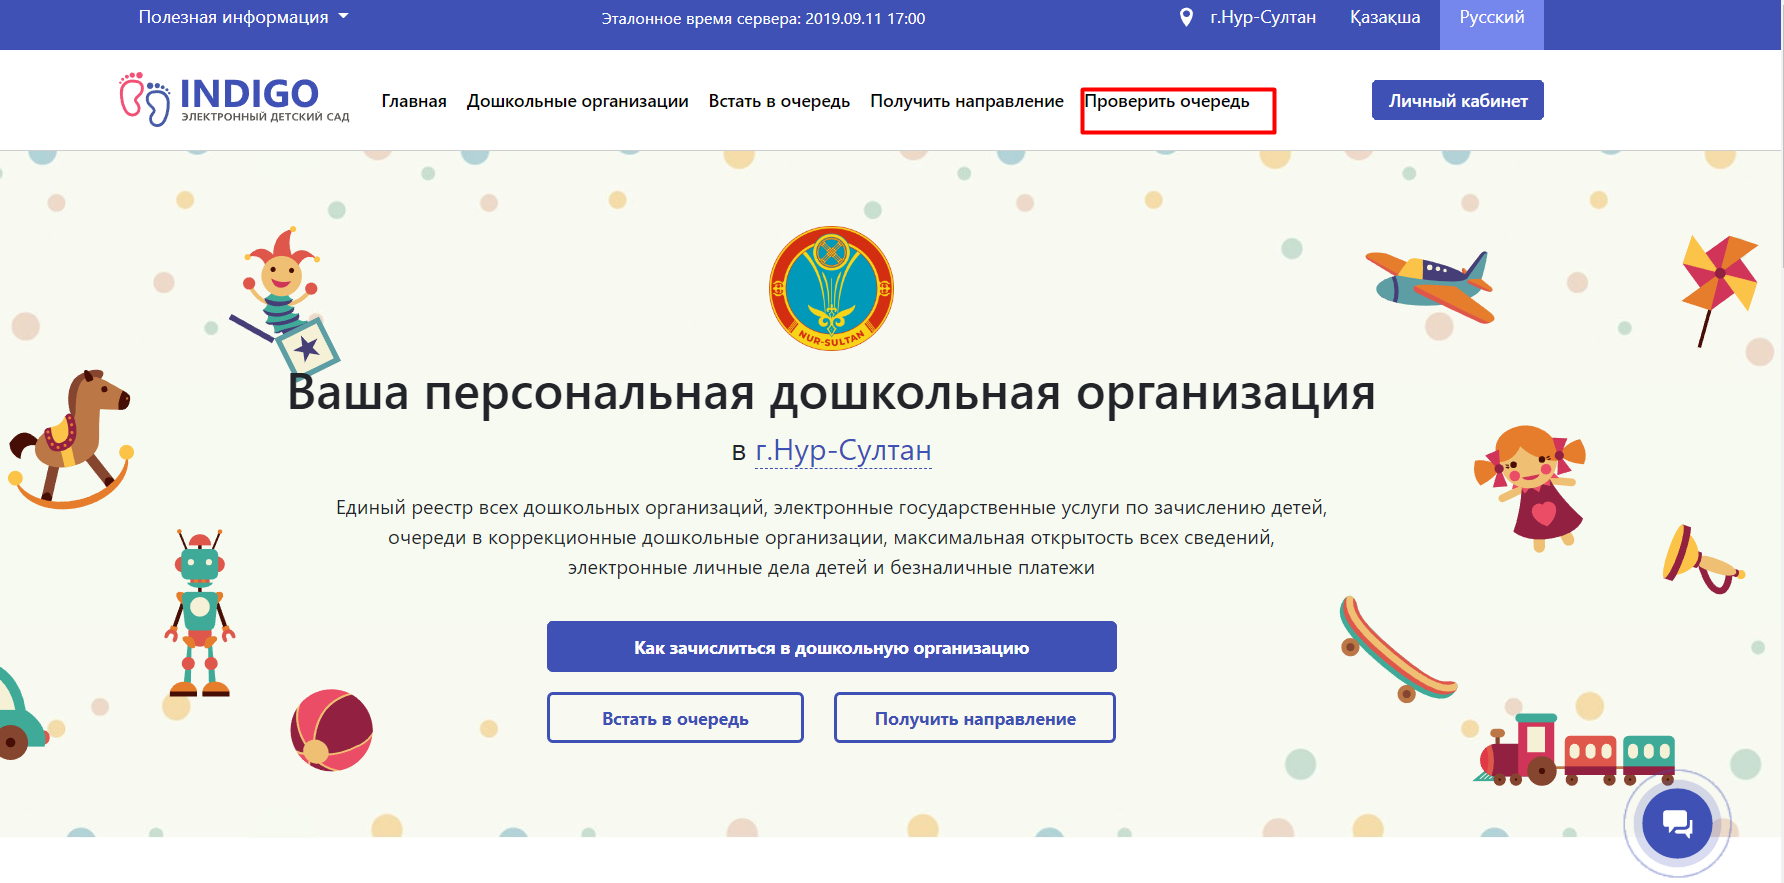 Полезная информация
Эталонное время сервера: 2019.09.11 17:00
г.Нур-Султан
Қазақша
Русский
INDIGO
ЭЛЕКТРОННЫЙ ДЕТСКИЙ САД
Главная
Дошкольные организации
Встать в очередь
Получить направление
Проверить очередь
Личный кабинет
NUR-SULTAN
Ваша персональная дошкольная организация
в г.Нур-Султан
Единый реестр всех дошкольных организаций, электронные государственные услуги по зачислению детей,
очереди в коррекционные дошкольные организации, максимальная открытость всех сведений,
электронные личные дела детей и безналичные платежи
Как зачислиться в дошкольную организацию
Встать в очередь
Получить направление